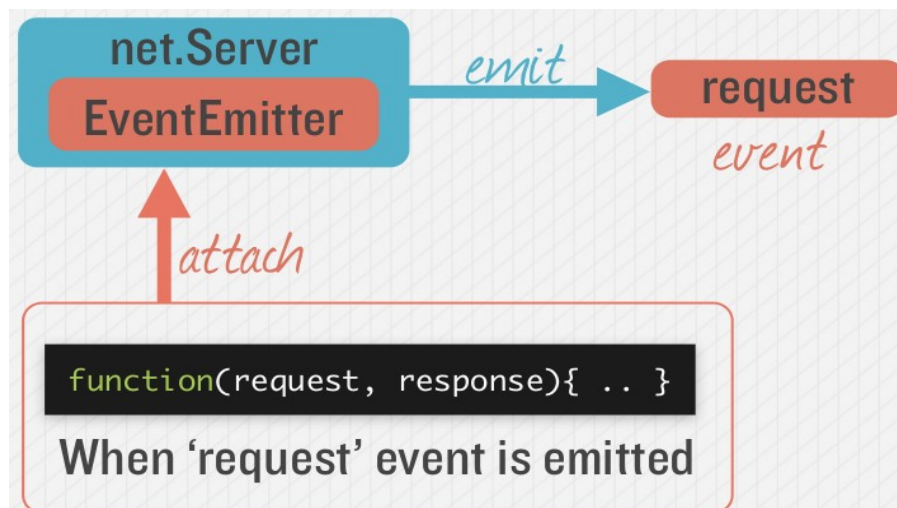 net.Server
EventEmitter
emit
request
event
attach
function(request, response){ .. }
When ‘request’ event is emitted